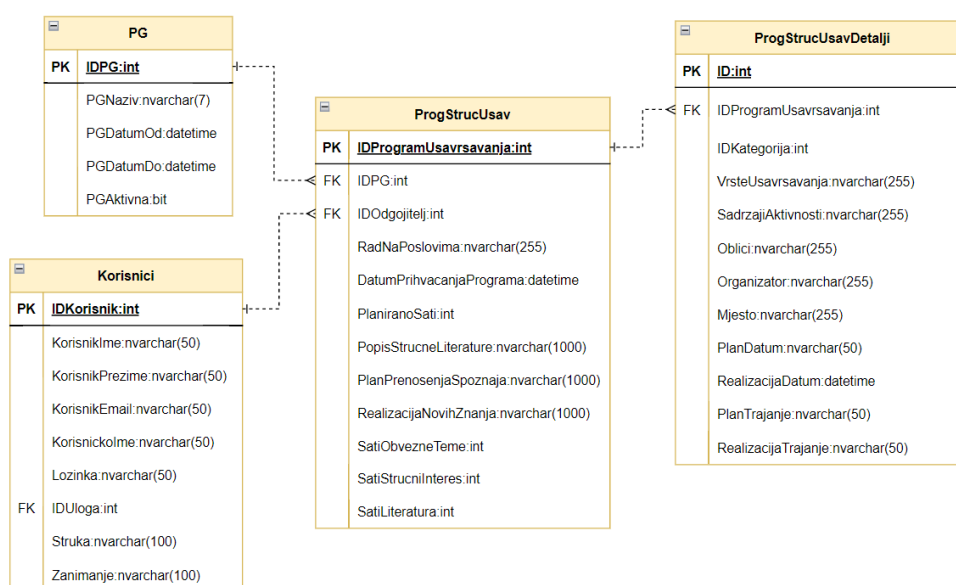 PG
PK IDPG:int
PGNaziv:nvarchar(7)
PGDatumOd:datetime
PGDatumDo:datetime
PGAktivna:bit
Korisnici
PK IDKorisnik:int
KorisnikIme:nvarchar(50)
KorisnikPrezime:nvarchar(50)
KorisnikEmail:nvarchar(50)
KorisnickoIme:nvarchar(50)
Lozinka:nvarchar(50)
FK IDUloga:int
Struka:nvarchar(100)
Zanimanje:nvarchar(100)
ProgStrucUsav
PK IDProgramUsavrsavanja:int
FK IDPG:int
FK IDOdgojitelj:int
RadNaPoslovima:nvarchar(255)
DatumPrihvacanjaPrograma:datetime
PlaniranoSati:int
PopisStrucneLiterature:nvarchar(1000)
PlanPrenosenjaSpoznaja:nvarchar(1000)
RealizacijaNovihZnanja:nvarchar(1000)
SatiObvezneTeme:int
SatiStrucniInteres:int
SatiLiteratura:int
ProgStrucUsavDetalji
PK ID:int
FK IDProgramUsavrsavanja:int
IDKategorija:int
VrsteUsavrsavanja:nvarchar(255)
SadrzajiAktivnosti:nvarchar(255)
Oblici:nvarchar(255)
Organizator:nvarchar(255)
Mjesto:nvarchar(255)
PlanDatum:nvarchar(50)
RealizacijaDatum:datetime
PlanTrajanje:nvarchar(50)
RealizacijaTrajanje:nvarchar(50)